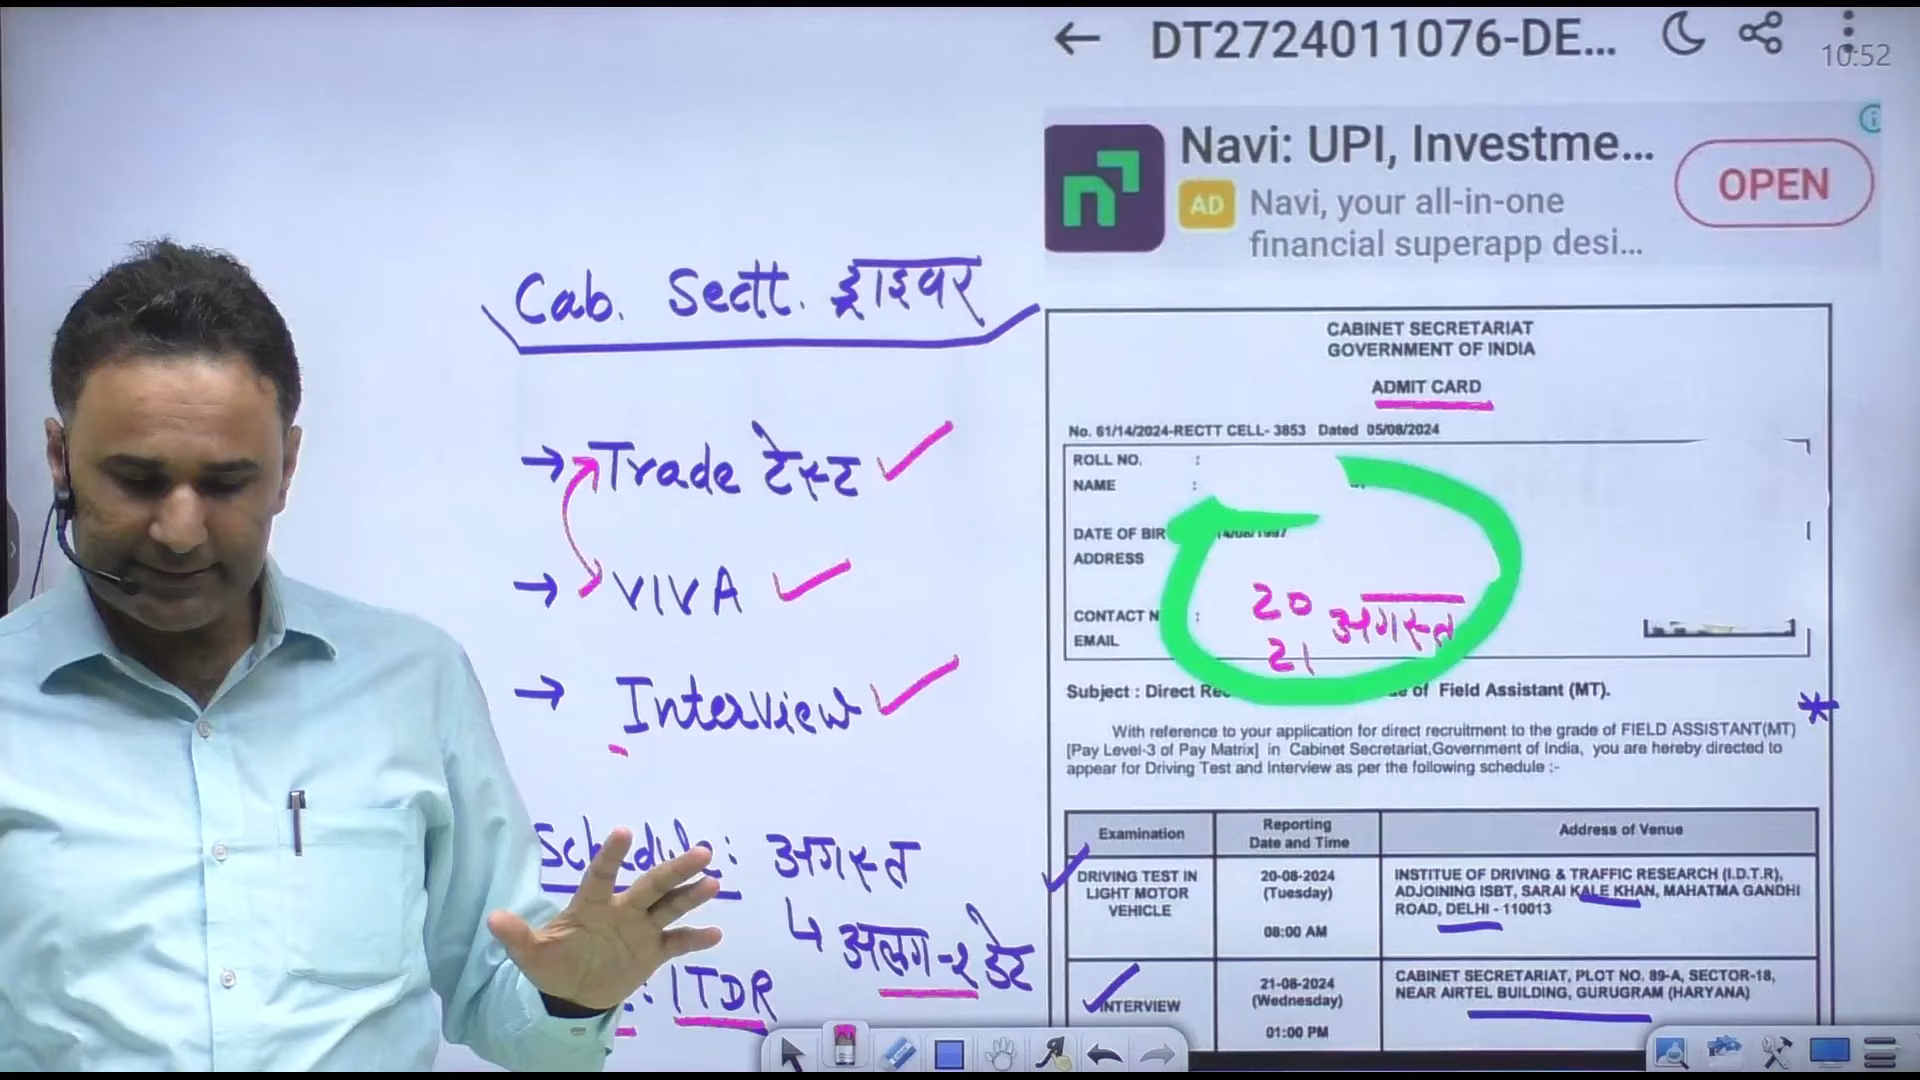 DT2724011076-DE...
10:52
Navi: UPI, Investme...
AD
Navi, your all-in-one
financial superapp desi...
OPEN
Cab. Sectt. ड्राइवर
→ Trade टेस्ट
→ VIVA
→ Interview
Schedule: अगस्त
↳ अलग-२ डेट
: ITDR
CABINET SECRETARIAT
GOVERNMENT OF INDIA
ADMIT CARD
No. 61/14/2024-RECTT CELL- 3853 Dated 05/08/2024
ROLL NO. :
NAME :
DATE OF BIR
ADDRESS
CONTACT N :
EMAIL
20
21 अगस्त
Subject : Direct Rec of Field Assistant (MT).
With reference to your application for direct recruitment to the grade of FIELD ASSISTANT(MT)
[Pay Level-3 of Pay Matrix] in Cabinet Secretariat,Government of India, you are hereby directed to
appear for Driving Test and Interview as per the following schedule :-
Examination
Reporting
Date and Time
Address of Venue
DRIVING TEST IN
LIGHT MOTOR
VEHICLE
20-08-2024
(Tuesday)
08:00 AM
INSTITUE OF DRIVING & TRAFFIC RESEARCH (I.D.T.R),
ADJOINING ISBT, SARAI KALE KHAN, MAHATMA GANDHI
ROAD, DELHI - 110013
INTERVIEW
21-08-2024
(Wednesday)
01:00 PM
CABINET SECRETARIAT, PLOT NO. 89-A, SECTOR-18,
NEAR AIRTEL BUILDING, GURUGRAM (HARYANA)